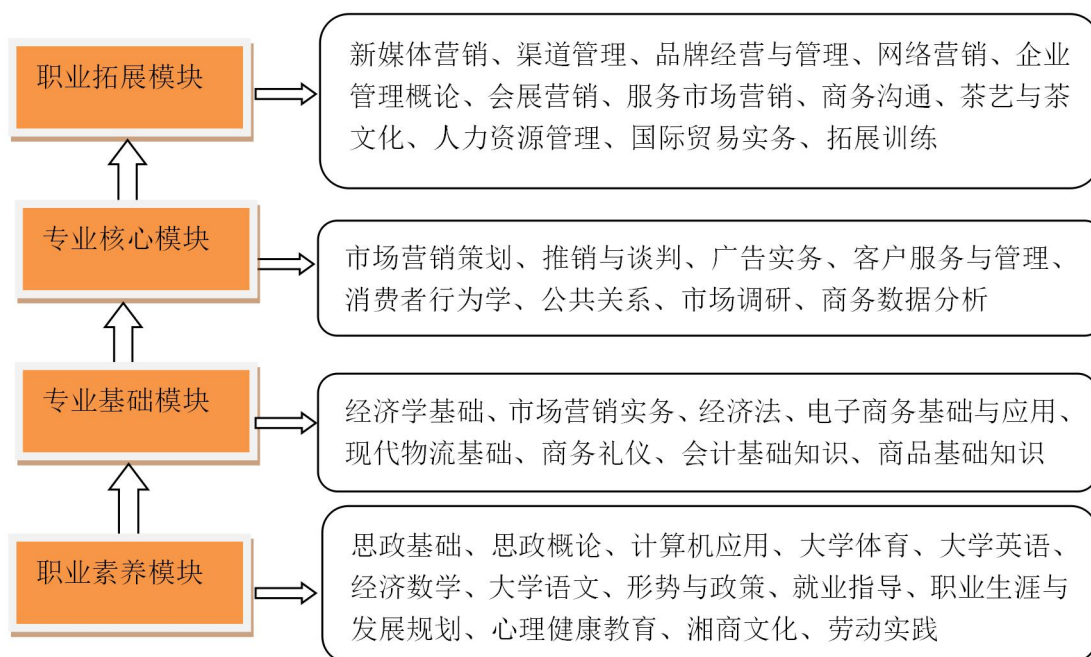 职业拓展模块
新媒体营销、渠道管理、品牌经营与管理、网络营销、企业
管理概论、会展营销、服务市场营销、商务沟通、茶艺与茶
文化、人力资源管理、国际贸易实务、拓展训练
专业核心模块
市场营销策划、推销与谈判、广告实务、客户服务与管理、
消费者行为学、公共关系、市场调研、商务数据分析
专业基础模块
经济学基础、市场营销实务、经济法、电子商务基础与应用、
现代物流基础、商务礼仪、会计基础知识、商品基础知识
职业素养模块
思政基础、思政概论、计算机应用、大学体育、大学英语、
经济数学、大学语文、形势与政策、就业指导、职业生涯与
发展规划、心理健康教育、湘商文化、劳动实践